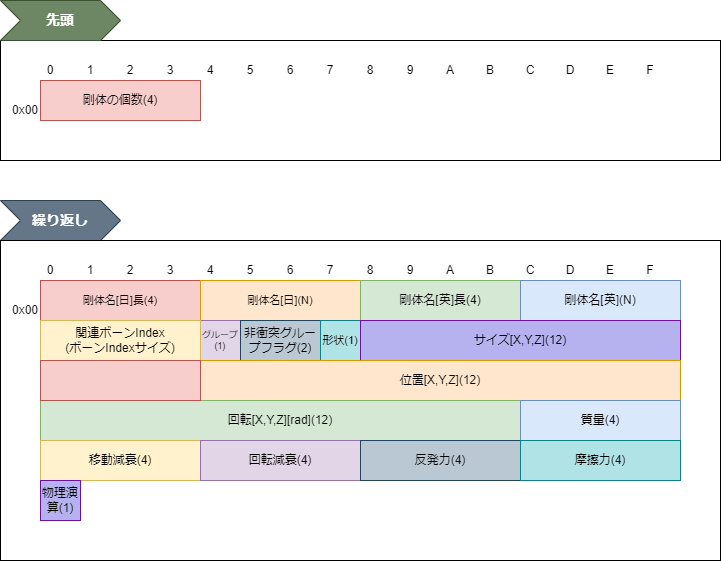 先頭
0 1 2 3 4 5 6 7 8 9 A B C D E F
0x00 剛体の個数(4)
繰り返し
0 1 2 3 4 5 6 7 8 9 A B C D E F
0x00 剛体名[日]長(4) 剛体名[日](N) 剛体名[英]長(4) 剛体名[英](N)
関連ボーンIndex
(ボーンIndexサイズ)
グループ
(1)
非衝突グルー
プフラグ(2)
形状(1) サイズ[X,Y,Z](12)
位置[X,Y,Z](12)
回転[X,Y,Z][rad](12) 質量(4)
移動減衰(4) 回転減衰(4) 反発力(4) 摩擦力(4)
物理演
算(1)